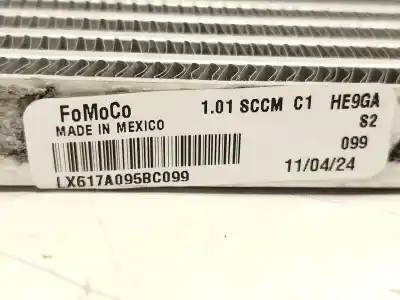 FoMoCo 1.01 SCCM C1 HE9GA
MADE IN MEXICO S2
099
LX617A095BC099 11/04/24